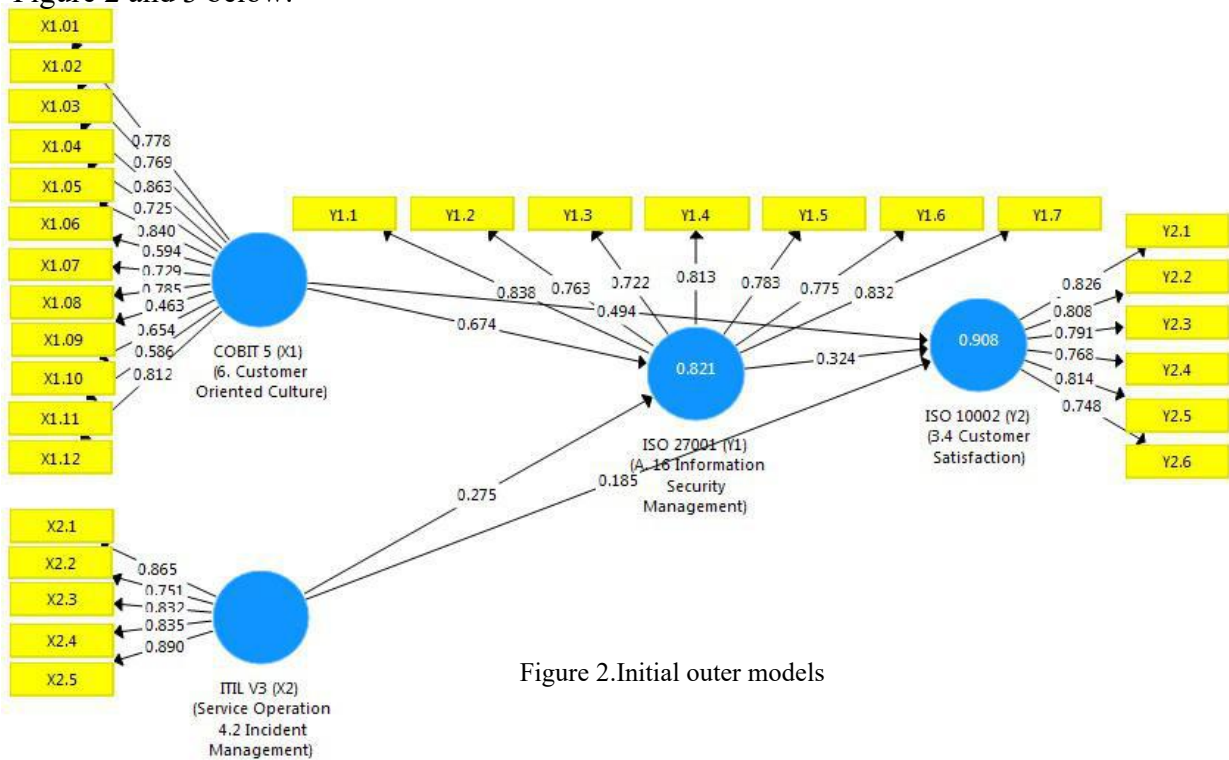 Figure 2 and 3 below:
X1.01
X1.02
X1.03
X1.04
X1.05
X1.06
X1.07
X1.08
X1.09
X1.10
X1.11
X1.12
0.778
0.769
0.863
0.725
0.840
0.594
0.729
0.785
0.463
0.654
0.586
0.812
COBIT 5 (X1)
(6. Customer
Oriented Culture)
Y1.1
Y1.2
Y1.3
Y1.4
Y1.5
Y1.6
Y1.7
0.838
0.763
0.722
0.813
0.783
0.775
0.832
0.494
0.674
0.821
0.324
ISO 27001 (Y1)
(A. 16 Information
Security
Management)
0.908
ISO 10002 (Y2)
(3.4 Customer
Satisfaction)
0.826
0.808
0.791
0.768
0.814
0.748
Y2.1
Y2.2
Y2.3
Y2.4
Y2.5
Y2.6
0.275
0.185
X2.1
X2.2
X2.3
X2.4
X2.5
0.865
0.751
0.832
0.835
0.890
ITIL V3 (X2)
(Service Operation
4.2 Incident
Management)
Figure 2.Initial outer models